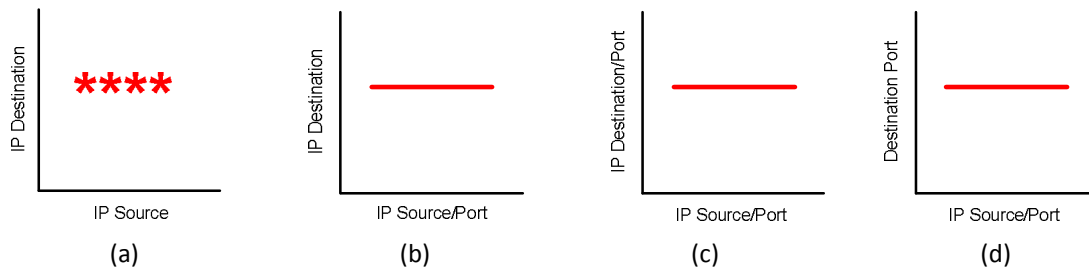 IP Destination
****
IP Source
(a)
IP Destination
IP Source/Port
(b)
IP Destination/Port
IP Source/Port
(c)
Destination Port
IP Source/Port
(d)